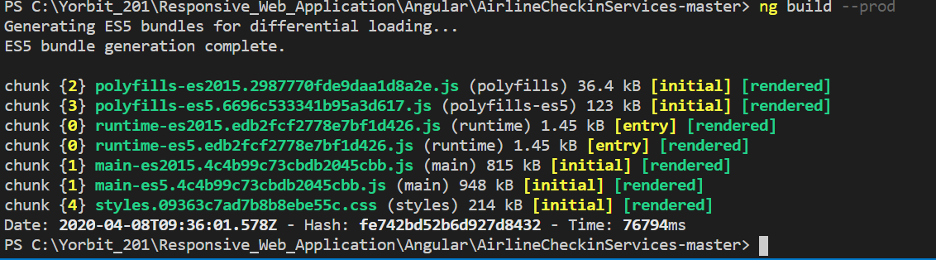 PS C:\Yorbit_201\Responsive_Web_Application\Angular\AirlineCheckinServices-master> ng build --prod
Generating ES5 bundles for differential loading...
ES5 bundle generation complete.
chunk {2} polyfills-es2015.2987770fde9daa1d8a2e.js (polyfills) 36.4 kB [initial] [rendered]
chunk {3} polyfills-es5.6696c533341b95a3d617.js (polyfills-es5) 123 kB [initial] [rendered]
chunk {0} runtime-es2015.edb2fcf2778e7bf1d426.js (runtime) 1.45 kB [entry] [rendered]
chunk {0} runtime-es5.edb2fcf2778e7bf1d426.js (runtime) 1.45 kB [entry] [rendered]
chunk {1} main-es2015.4c4b99c73cbdb2045cbb.js (main) 815 kB [initial] [rendered]
chunk {1} main-es5.4c4b99c73cbdb2045cbb.js (main) 948 kB [initial] [rendered]
chunk {4} styles.09363c7ad7b8b8ebe55c.css (styles) 214 kB [initial] [rendered]
Date: 2020-04-08T09:36:01.578Z - Hash: fe742bd52b6d927d8432 - Time: 76794ms
PS C:\Yorbit_201\Responsive_Web_Application\Angular\AirlineCheckinServices-master>